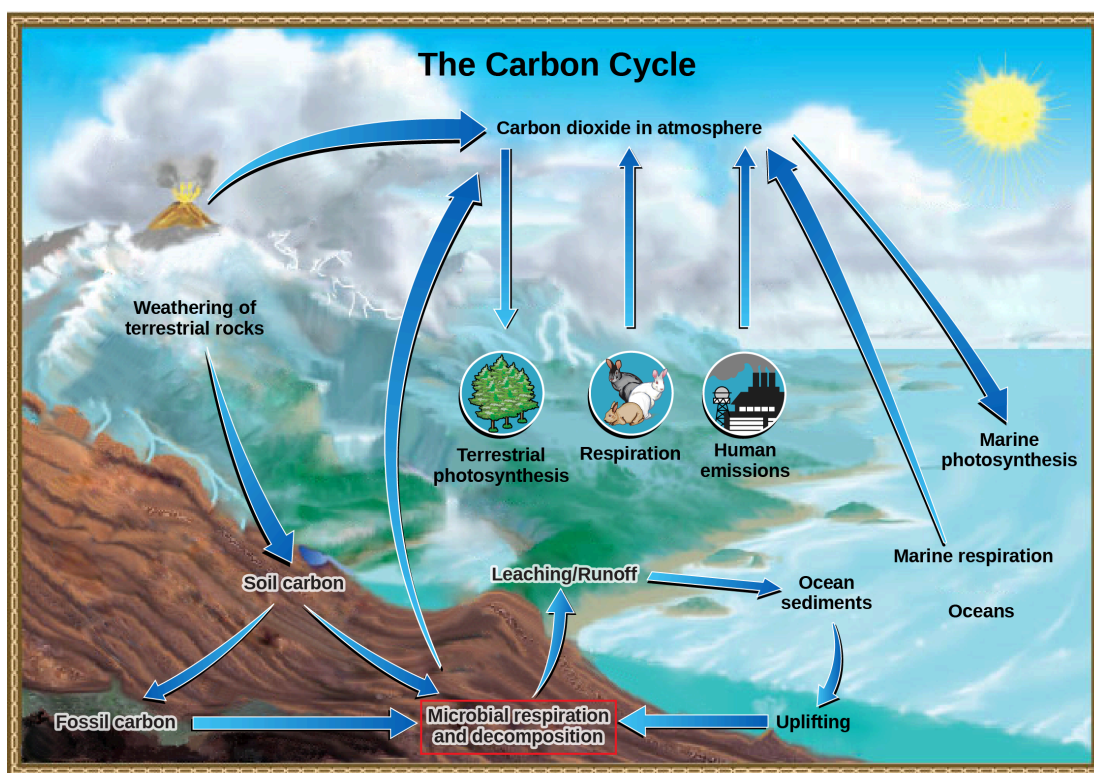 The Carbon Cycle
Carbon dioxide in atmosphere
Weathering of
terrestrial rocks
Terrestrial
photosynthesis
Respiration
Human
emissions
Marine
photosynthesis
Marine respiration
Soil carbon
Leaching/Runoff
Ocean
sediments
Oceans
Fossil carbon
Microbial respiration
and decomposition
Uplifting